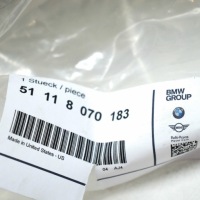 1 Stueck / piece
51 11 8 070 183
BMW
GROUP
Made in United States - US